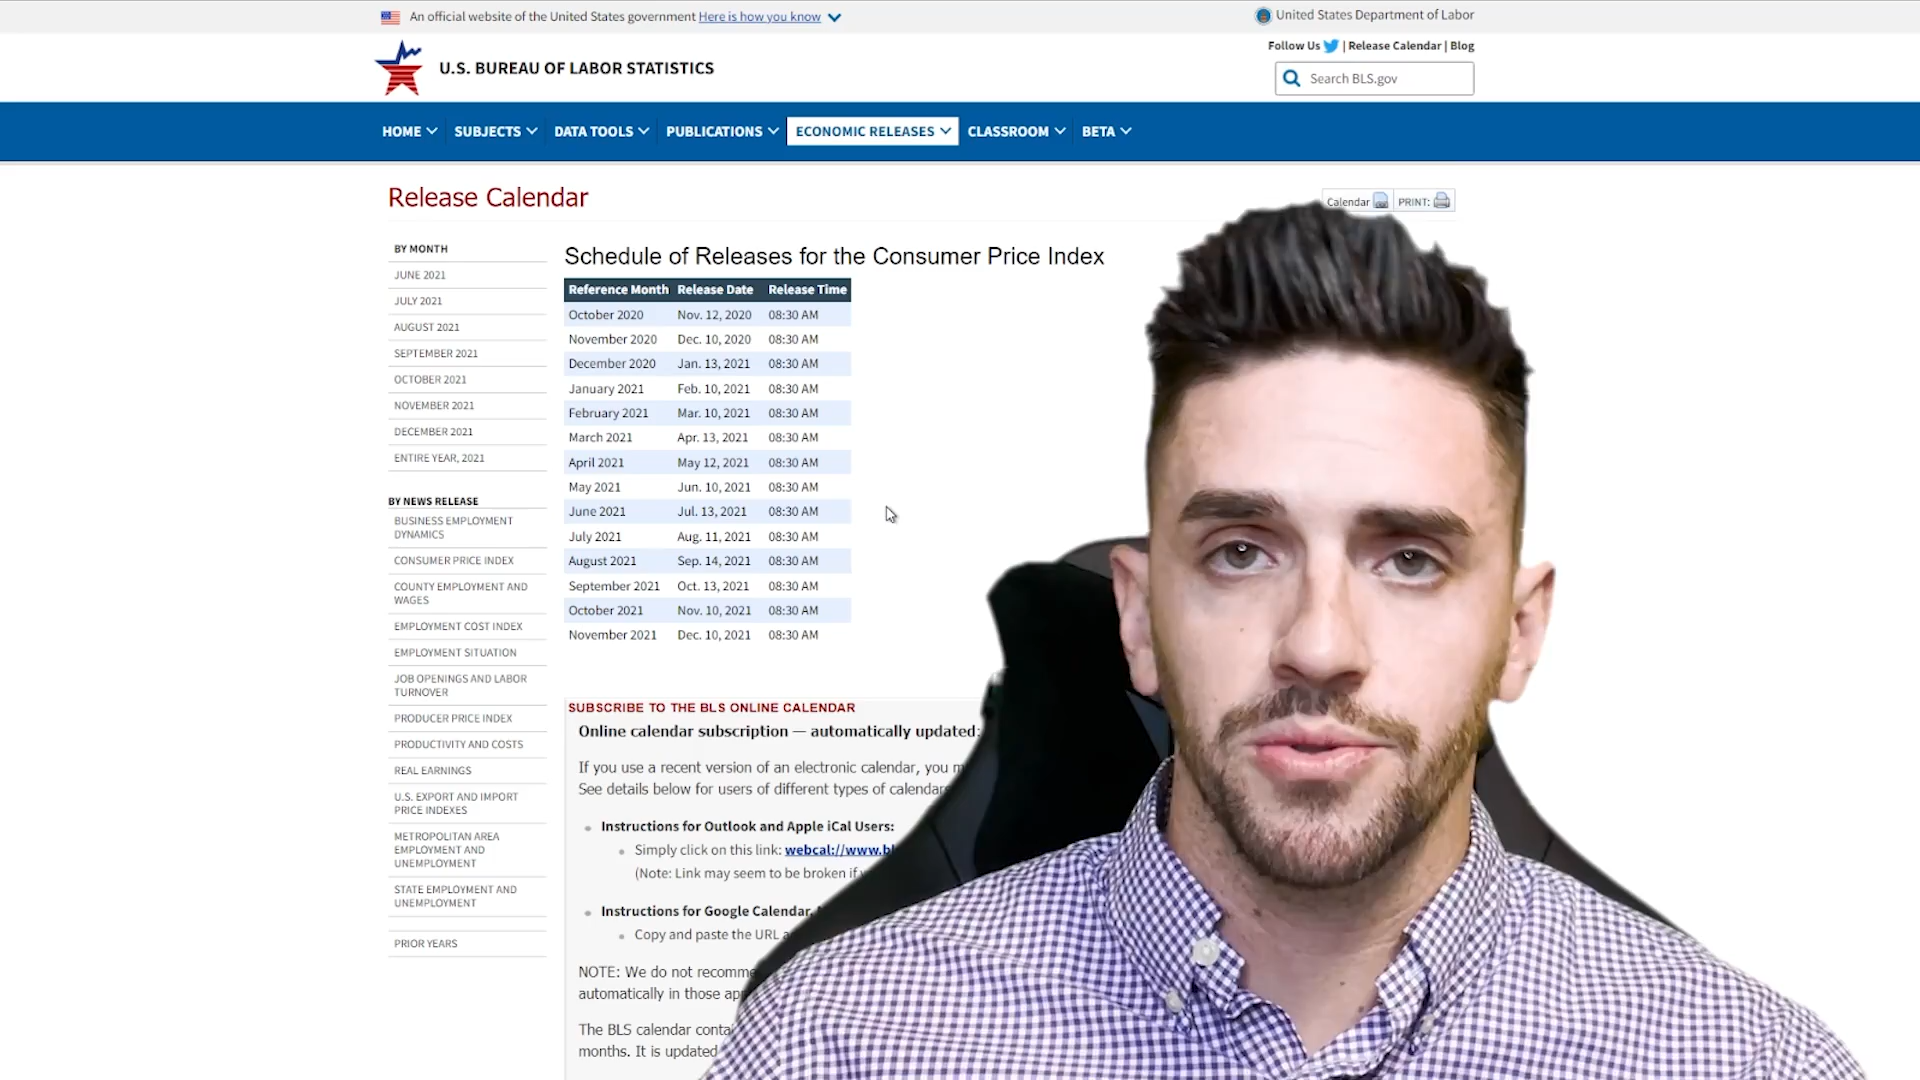 An official website of the United States government Here is how you know
United States Department of Labor
Follow Us | Release Calendar | Blog
U.S. BUREAU OF LABOR STATISTICS
Search BLS.gov
HOME SUBJECTS DATA TOOLS PUBLICATIONS ECONOMIC RELEASES CLASSROOM BETA
Release Calendar
Calendar PRINT:
BY MONTH
JUNE 2021
JULY 2021
AUGUST 2021
SEPTEMBER 2021
OCTOBER 2021
NOVEMBER 2021
DECEMBER 2021
ENTIRE YEAR, 2021
BY NEWS RELEASE
BUSINESS EMPLOYMENT
DYNAMICS
CONSUMER PRICE INDEX
COUNTY EMPLOYMENT AND
WAGES
EMPLOYMENT COST INDEX
EMPLOYMENT SITUATION
JOB OPENINGS AND LABOR
TURNOVER
PRODUCER PRICE INDEX
PRODUCTIVITY AND COSTS
REAL EARNINGS
U.S. EXPORT AND IMPORT
PRICE INDEXES
METROPOLITAN AREA
EMPLOYMENT AND
UNEMPLOYMENT
STATE EMPLOYMENT AND
UNEMPLOYMENT
PRIOR YEARS
Schedule of Releases for the Consumer Price Index
Reference Month Release Date Release Time
October 2020 Nov. 12, 2020 08:30 AM
November 2020 Dec. 10, 2020 08:30 AM
December 2020 Jan. 13, 2021 08:30 AM
January 2021 Feb. 10, 2021 08:30 AM
February 2021 Mar. 10, 2021 08:30 AM
March 2021 Apr. 13, 2021 08:30 AM
April 2021 May 12, 2021 08:30 AM
May 2021 Jun. 10, 2021 08:30 AM
June 2021 Jul. 13, 2021 08:30 AM
July 2021 Aug. 11, 2021 08:30 AM
August 2021 Sep. 14, 2021 08:30 AM
September 2021 Oct. 13, 2021 08:30 AM
October 2021 Nov. 10, 2021 08:30 AM
November 2021 Dec. 10, 2021 08:30 AM
SUBSCRIBE TO THE BLS ONLINE CALENDAR
Online calendar subscription — automatically updated:
If you use a recent version of an electronic calendar, you
See details below for users of different types of calendars
Instructions for Outlook and Apple iCal Users:
Simply click on this link: webcal://www.bl
(Note: Link may seem to be broken if
Instructions for Google Calendar,
Copy and paste the URL
NOTE: We do not recomme
automatically in those
The BLS calendar conta
months. It is updated